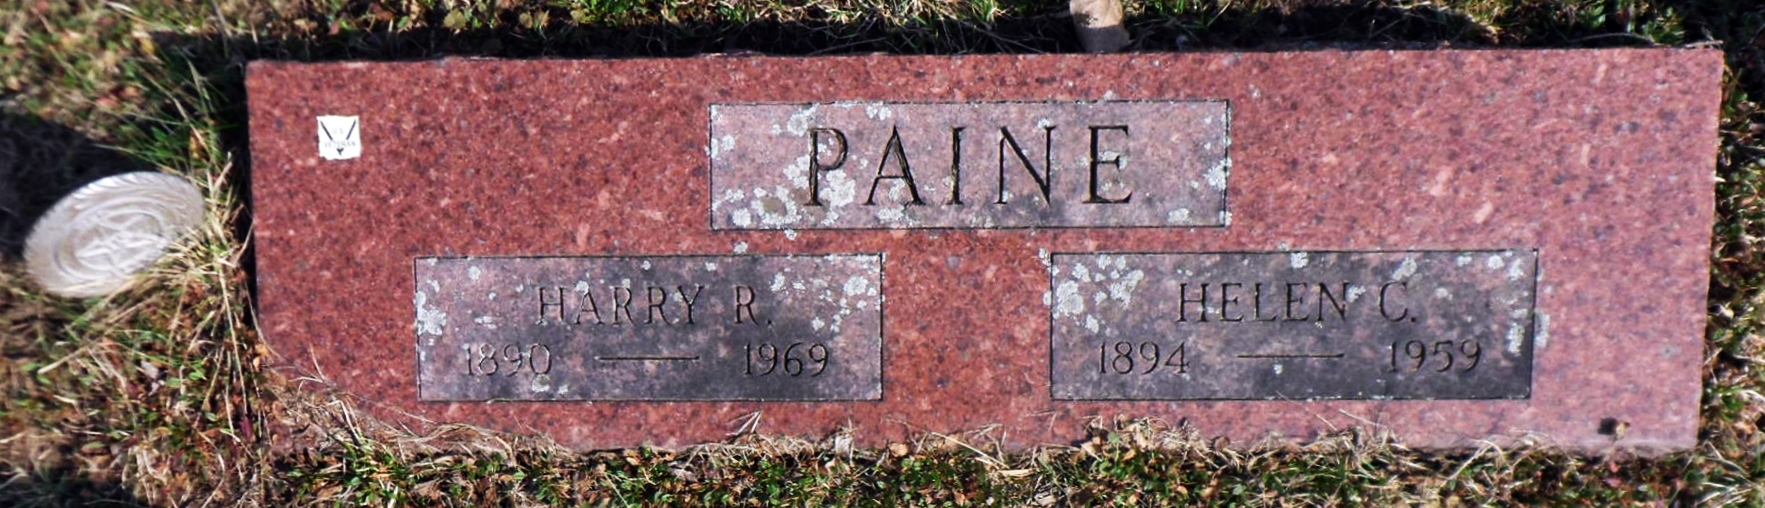 PAINE
HARRY R.
1890 — 1969
HELEN C.
1894 — 1959